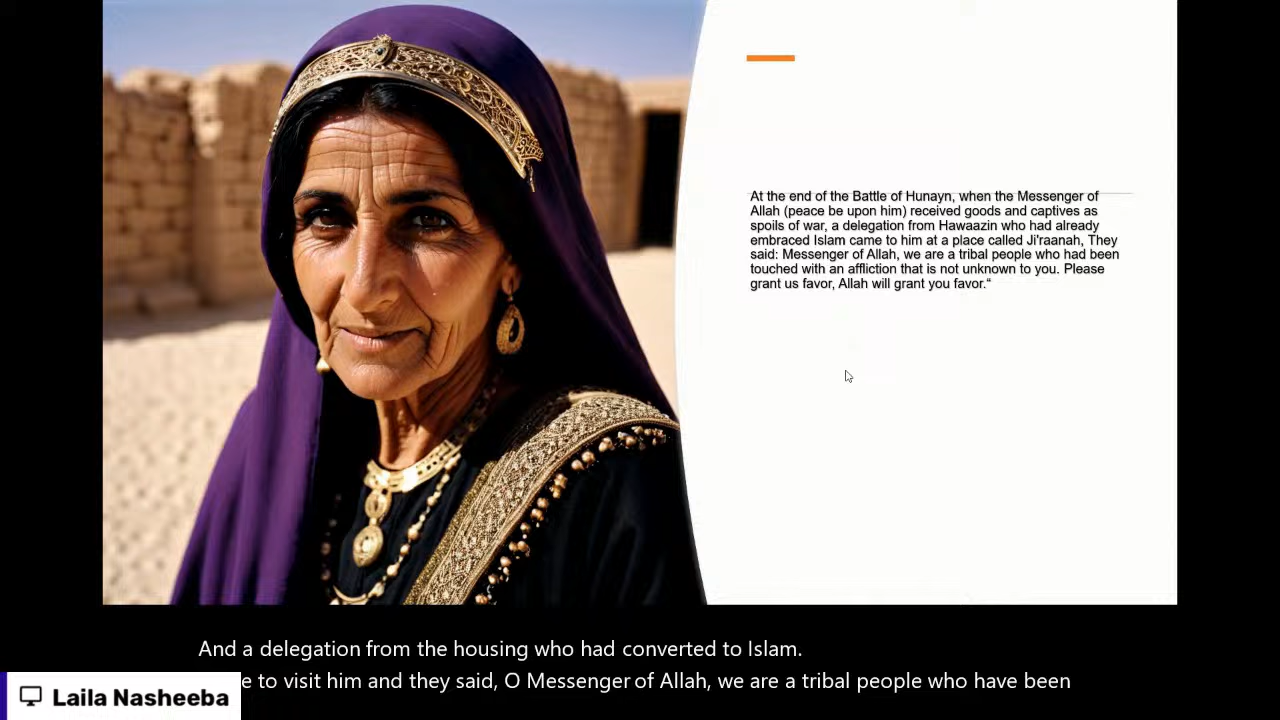 At the end of the Battle of Hunayn, when the Messenger of
Allah (peace be upon him) received goods and captives as
spoils of war, a delegation from Hawaazin who had already
embraced Islam came to him at a place called Ji'raanah, They
said: Messenger of Allah, we are a tribal people who had been
touched with an affliction that is not unknown to you. Please
grant us favor, Allah will grant you favor.“
And a delegation from the housing who had converted to Islam.
e to visit him and they said, O Messenger of Allah, we are a tribal people who have been
Laila Nasheeba